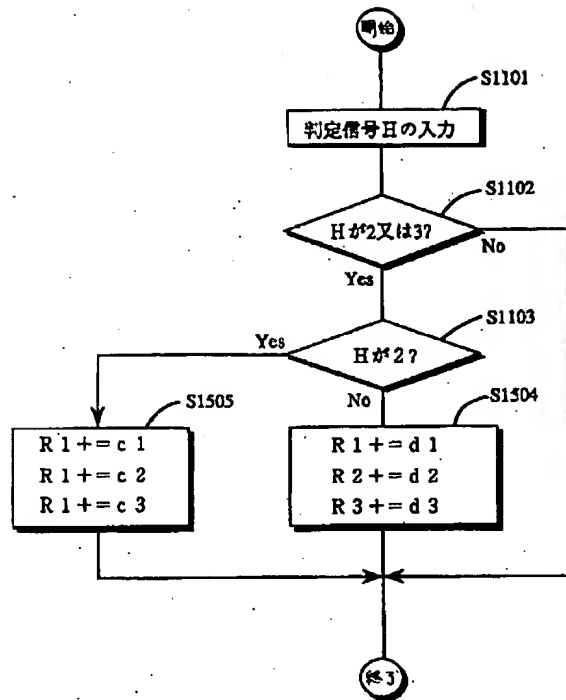 開始
S1101
判定信号Hの入力
S1102
Hが2又は3?
No
Yes
S1103
Hが2?
Yes
No
S1505
R1+=c1
R1+=c2
R1+=c3
S1504
R1+=d1
R2+=d2
R3+=d3
終了